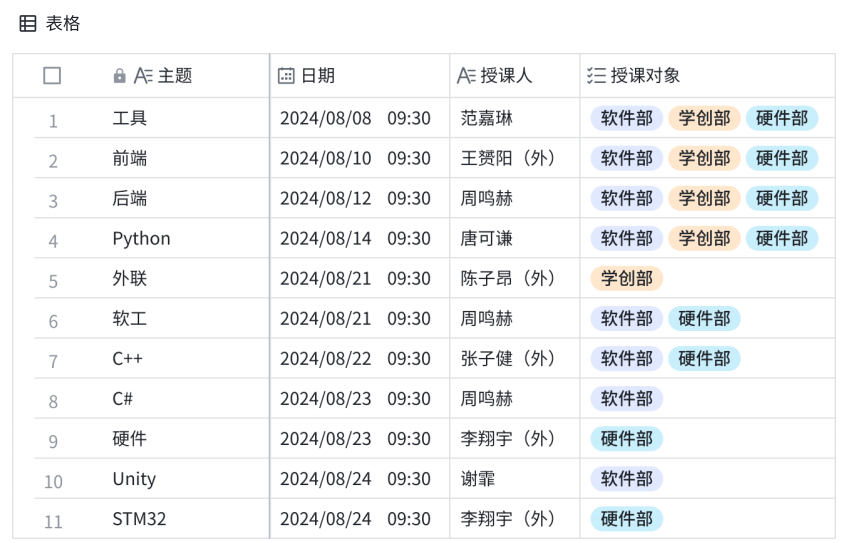 表格
主题 日期 授课人 授课对象
1 工具 2024/08/08 09:30 范嘉琳 软件部 学创部 硬件部
2 前端 2024/08/10 09:30 王赟阳（外） 软件部 学创部 硬件部
3 后端 2024/08/12 09:30 周鸣赫 软件部 学创部 硬件部
4 Python 2024/08/14 09:30 唐可谦 软件部 学创部 硬件部
5 外联 2024/08/21 09:30 陈子昂（外） 学创部
6 软工 2024/08/21 09:30 周鸣赫 软件部 硬件部
7 C++ 2024/08/22 09:30 张子健（外） 软件部 硬件部
8 C# 2024/08/23 09:30 周鸣赫 软件部
9 硬件 2024/08/23 09:30 李翔宇（外） 硬件部
10 Unity 2024/08/24 09:30 谢霏 软件部
11 STM32 2024/08/24 09:30 李翔宇（外） 硬件部